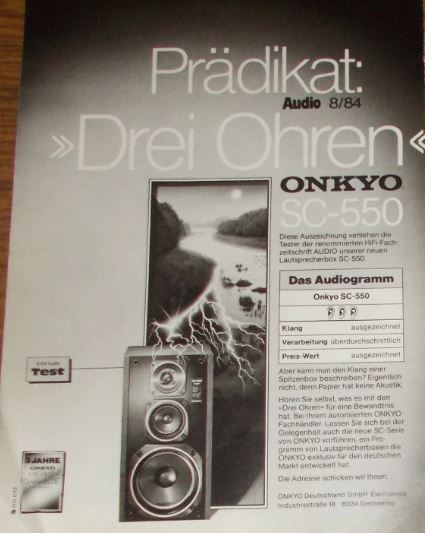 Prädikat:
Audio 8/84
»Drei Ohren«
ONKYO
SC-550
Diese Auszeichnung verliehen die
Tester der renommierten HiFi-Fach-
zeitschrift AUDIO unserer neuen
Lautsprecherbox SC-550.
Das Audiogramm
Onkyo SC-550
Klang ausgezeichnet
Verarbeitung überdurchschnittlich
Preis-Wert ausgezeichnet
Test
Aber kann man den Klang einer
Spitzenbox beschreiben? Eigentlich
nicht, denn Papier hat keine Akustik.
Hören Sie selbst, was es mit den
»Drei Ohren« für eine Bewandtnis
hat. Bei Ihrem autorisierten ONKYO-
Fachhändler. Lassen Sie sich bei der
Gelegenheit auch die neue SC-Serie
von ONKYO vorführen, ein Pro-
gramm von Lautsprecherboxen die
ONKYO exklusiv für den deutschen
Markt entwickelt hat.
Die Adresse schicken wir Ihnen.
3 JAHRE
ONKYO
ONKYO Deutschland GmbH Electronics
Industriestraße 18 8034 Germering